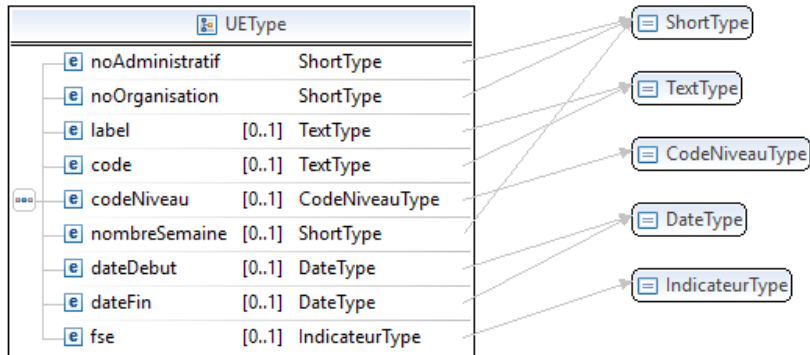 UEType
e noAdministratif ShortType
e noOrganisation ShortType
e label [0..1] TextType
e code [0..1] TextType
e codeNiveau [0..1] CodeNiveauType
e nombreSemaine [0..1] ShortType
e dateDebut [0..1] DateType
e dateFin [0..1] DateType
e fse [0..1] IndicateurType
ShortType
TextType
CodeNiveauType
DateType
IndicateurType